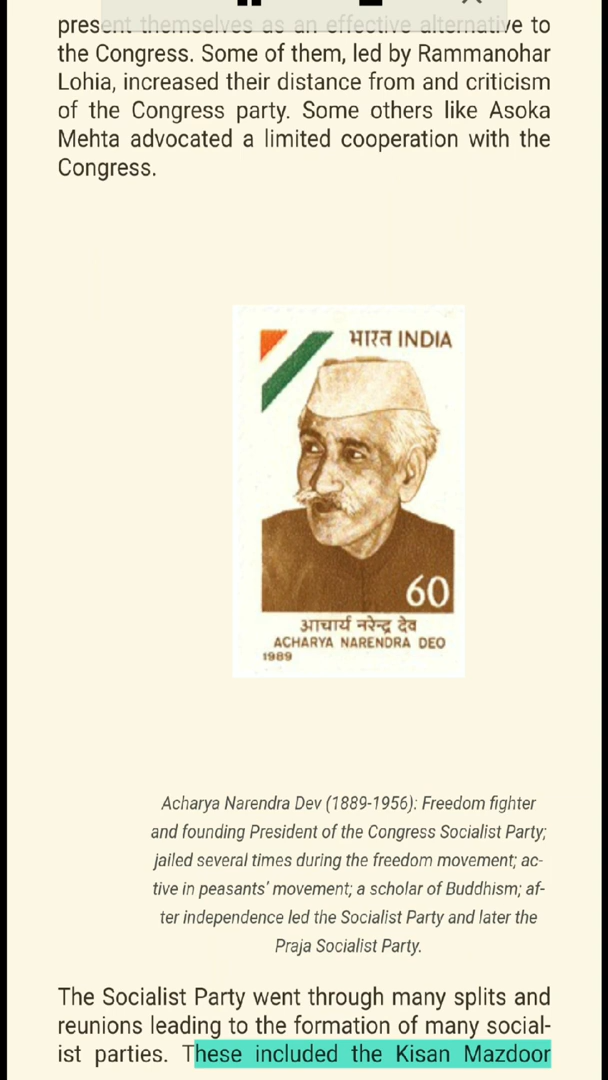 present themselves as an effective alternative to
the Congress. Some of them, led by Rammanohar
Lohia, increased their distance from and criticism
of the Congress party. Some others like Asoka
Mehta advocated a limited cooperation with the
Congress.
भारत INDIA
60
आचार्य नरेन्द्र देव
ACHARYA NARENDRA DEO
1989
Acharya Narendra Dev (1889-1956): Freedom fighter
and founding President of the Congress Socialist Party;
jailed several times during the freedom movement; ac-
tive in peasants' movement; a scholar of Buddhism; af-
ter independence led the Socialist Party and later the
Praja Socialist Party.
The Socialist Party went through many splits and
reunions leading to the formation of many social-
ist parties. These included the Kisan Mazdoor